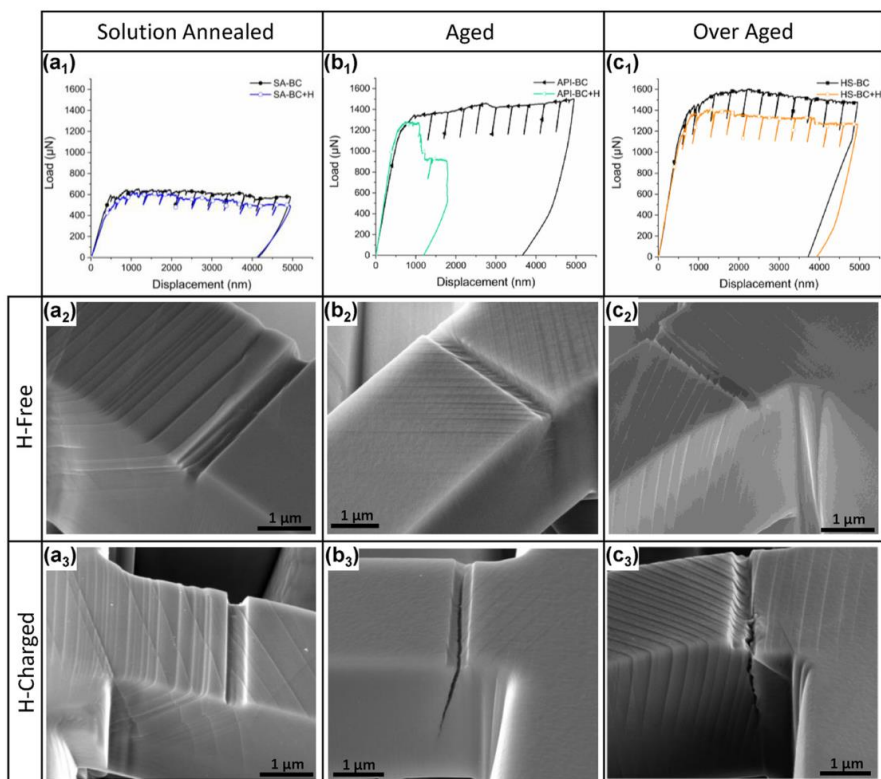 Solution Annealed
Aged
Over Aged
(a1)
SA-BC
SA-BC+H
1600
1400
1200
1000
800
600
400
200
0
Load (µN)
0 1000 2000 3000 4000 5000
Displacement (nm)
(b1)
API-BC
API-BC+H
1600
1400
1200
1000
800
600
400
200
0
Load (µN)
0 1000 2000 3000 4000 5000
Displacement (nm)
(c1)
HS-BC
HS-BC+H
1600
1400
1200
1000
800
600
400
200
0
Load (µN)
0 1000 2000 3000 4000 5000
Displacement (nm)
H-Free
(a2)
1 µm
(b2)
1 µm
(c2)
1 µm
H-Charged
(a3)
1 µm
(b3)
1 µm
(c3)
1 µm